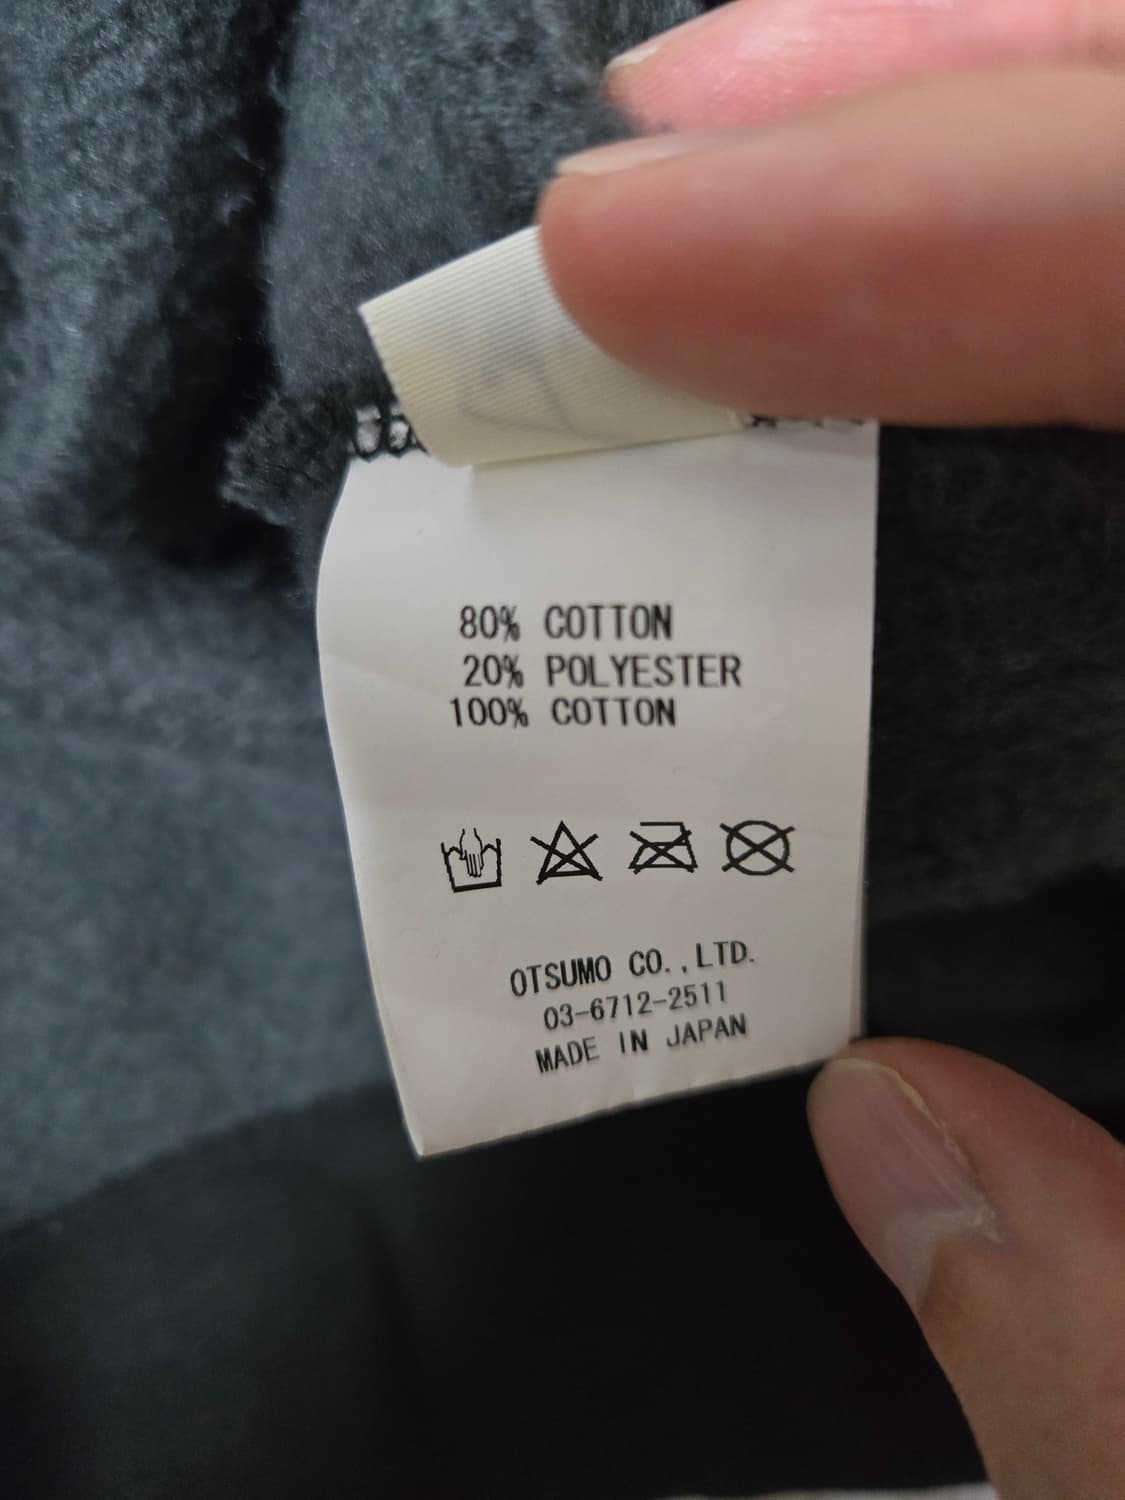 80% COTTON
20% POLYESTER
100% COTTON
OTSUMO CO.,LTD.
03-6712-2511
MADE IN JAPAN